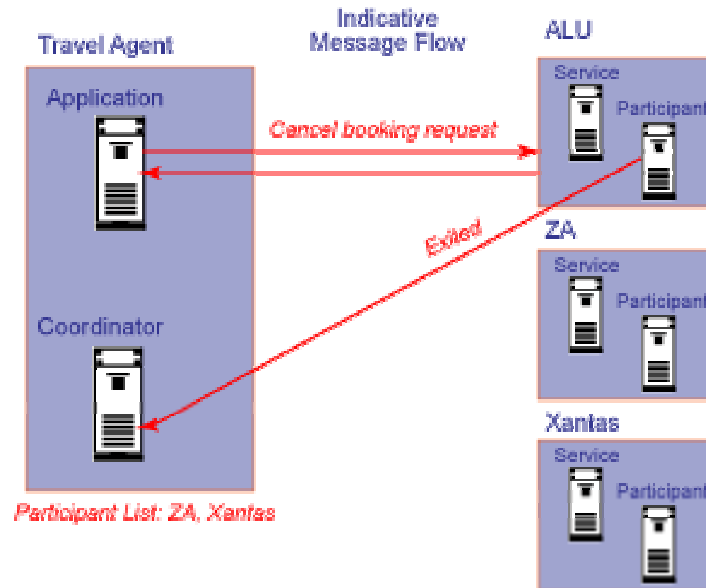 Indicative
Message Flow
Travel Agent
ALU
Service
Application
Participant
Cancel booking request
Exited
ZA
Service
Participant
Coordinator
Xantas
Service
Participant
Participant List: ZA, Xantas